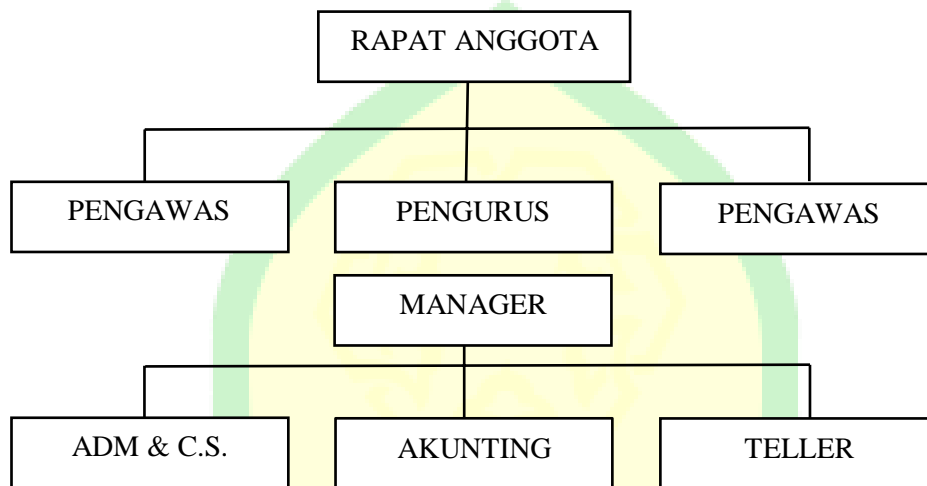 RAPAT ANGGOTA
PENGAWAS
PENGURUS
PENGAWAS
MANAGER
ADM & C.S.
AKUNTING
TELLER